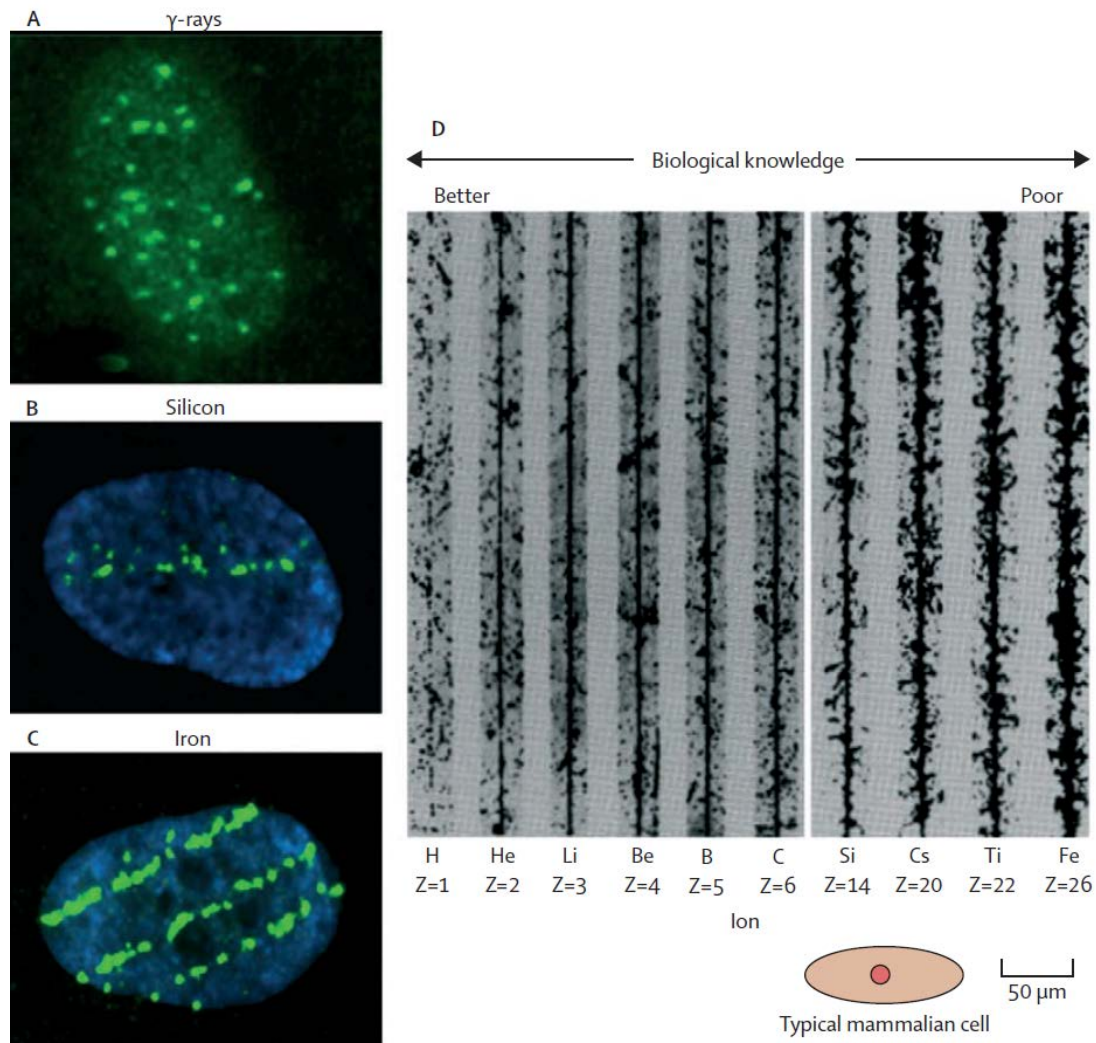 A
γ-rays
B
Silicon
C
Iron
D
Biological knowledge
Better
Poor
H He Li Be B C Si Cs Ti Fe
Z=1 Z=2 Z=3 Z=4 Z=5 Z=6 Z=14 Z=20 Z=22 Z=26
Ion
50 μm
Typical mammalian cell